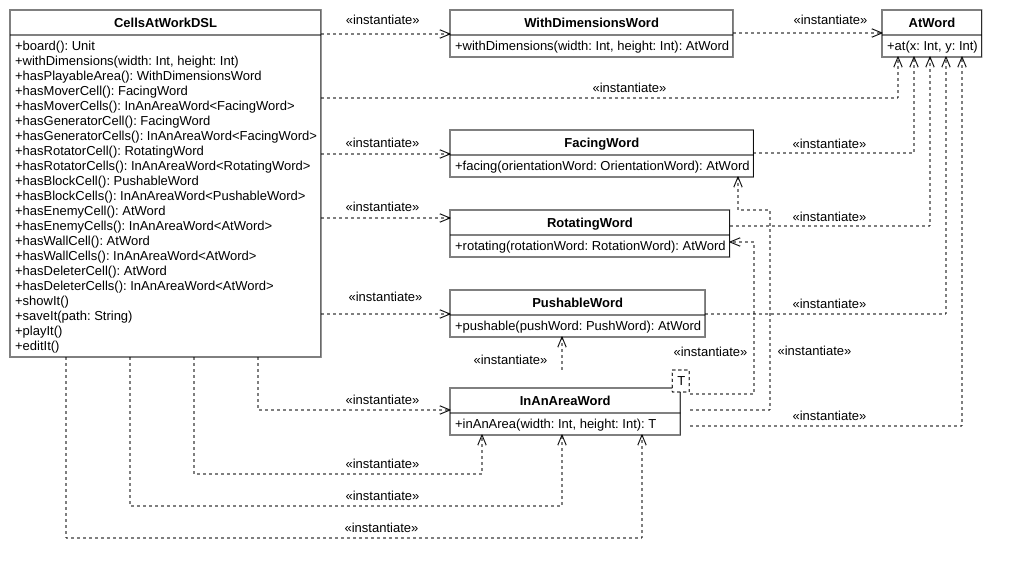 CellsAtWorkDSL
+board(): Unit
+withDimensions(width: Int, height: Int)
+hasPlayableArea(): WithDimensionsWord
+hasMoverCell(): FacingWord
+hasMoverCells(): InAnAreaWord<FacingWord>
+hasGeneratorCell(): FacingWord
+hasGeneratorCells(): InAnAreaWord<FacingWord>
+hasRotatorCell(): RotatingWord
+hasRotatorCells(): InAnAreaWord<RotatingWord>
+hasBlockCell(): PushableWord
+hasBlockCells(): InAnAreaWord<PushableWord>
+hasEnemyCell(): AtWord
+hasEnemyCells(): InAnAreaWord<AtWord>
+hasWallCell(): AtWord
+hasWallCells(): InAnAreaWord<AtWord>
+hasDeleterCell(): AtWord
+hasDeleterCells(): InAnAreaWord<AtWord>
+showIt()
+saveIt(path: String)
+playIt()
+editIt()
«instantiate»
WithDimensionsWord
+withDimensions(width: Int, height: Int): AtWord
«instantiate»
AtWord
+at(x: Int, y: Int)
«instantiate»
«instantiate»
FacingWord
+facing(orientationWord: OrientationWord): AtWord
«instantiate»
«instantiate»
RotatingWord
+rotating(rotationWord: RotationWord): AtWord
«instantiate»
«instantiate»
PushableWord
+pushable(pushWord: PushWord): AtWord
«instantiate»
«instantiate»
«instantiate»
«instantiate»
T
«instantiate»
InAnAreaWord
+inAnArea(width: Int, height: Int): T
«instantiate»
«instantiate»
«instantiate»
«instantiate»